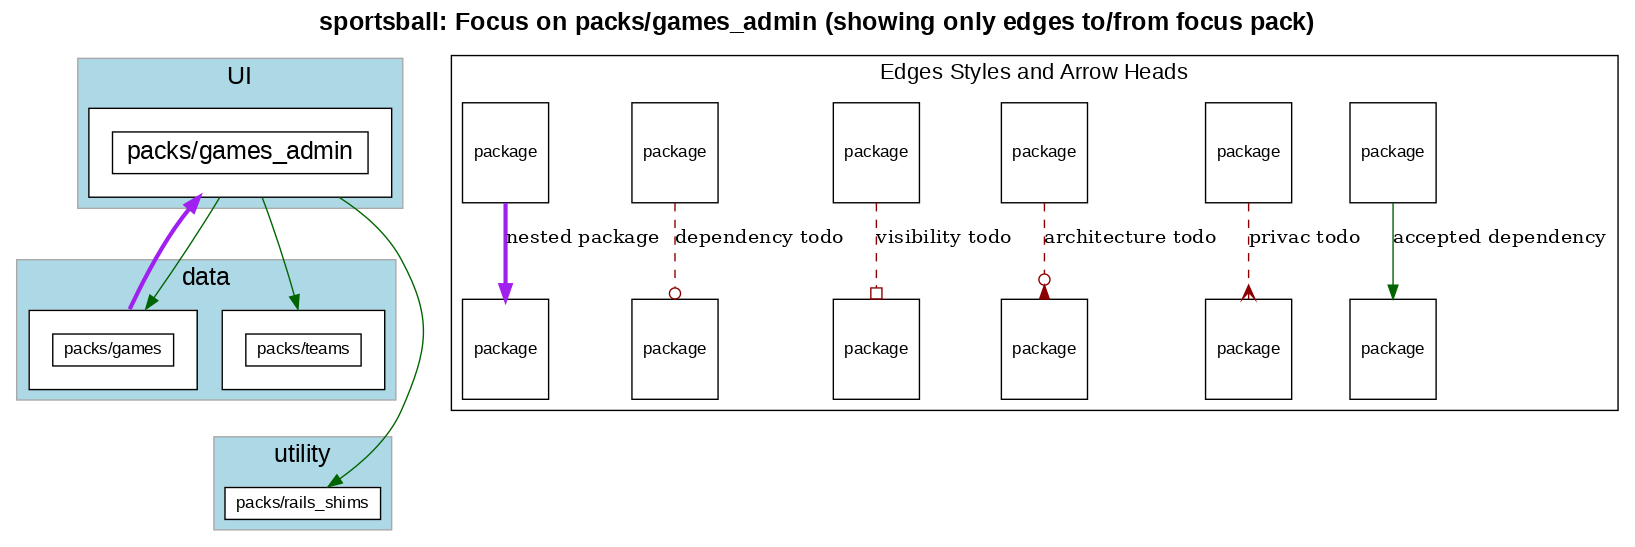 sportsball: Focus on packs/games_admin (showing only edges to/from focus pack)
UI
packs/games_admin
data
packs/games
packs/teams
utility
packs/rails_shims
Edges Styles and Arrow Heads
package
package
package
package
package
package
nested package
dependency todo
visibility todo
architecture todo
privac todo
accepted dependency
package
package
package
package
package
package